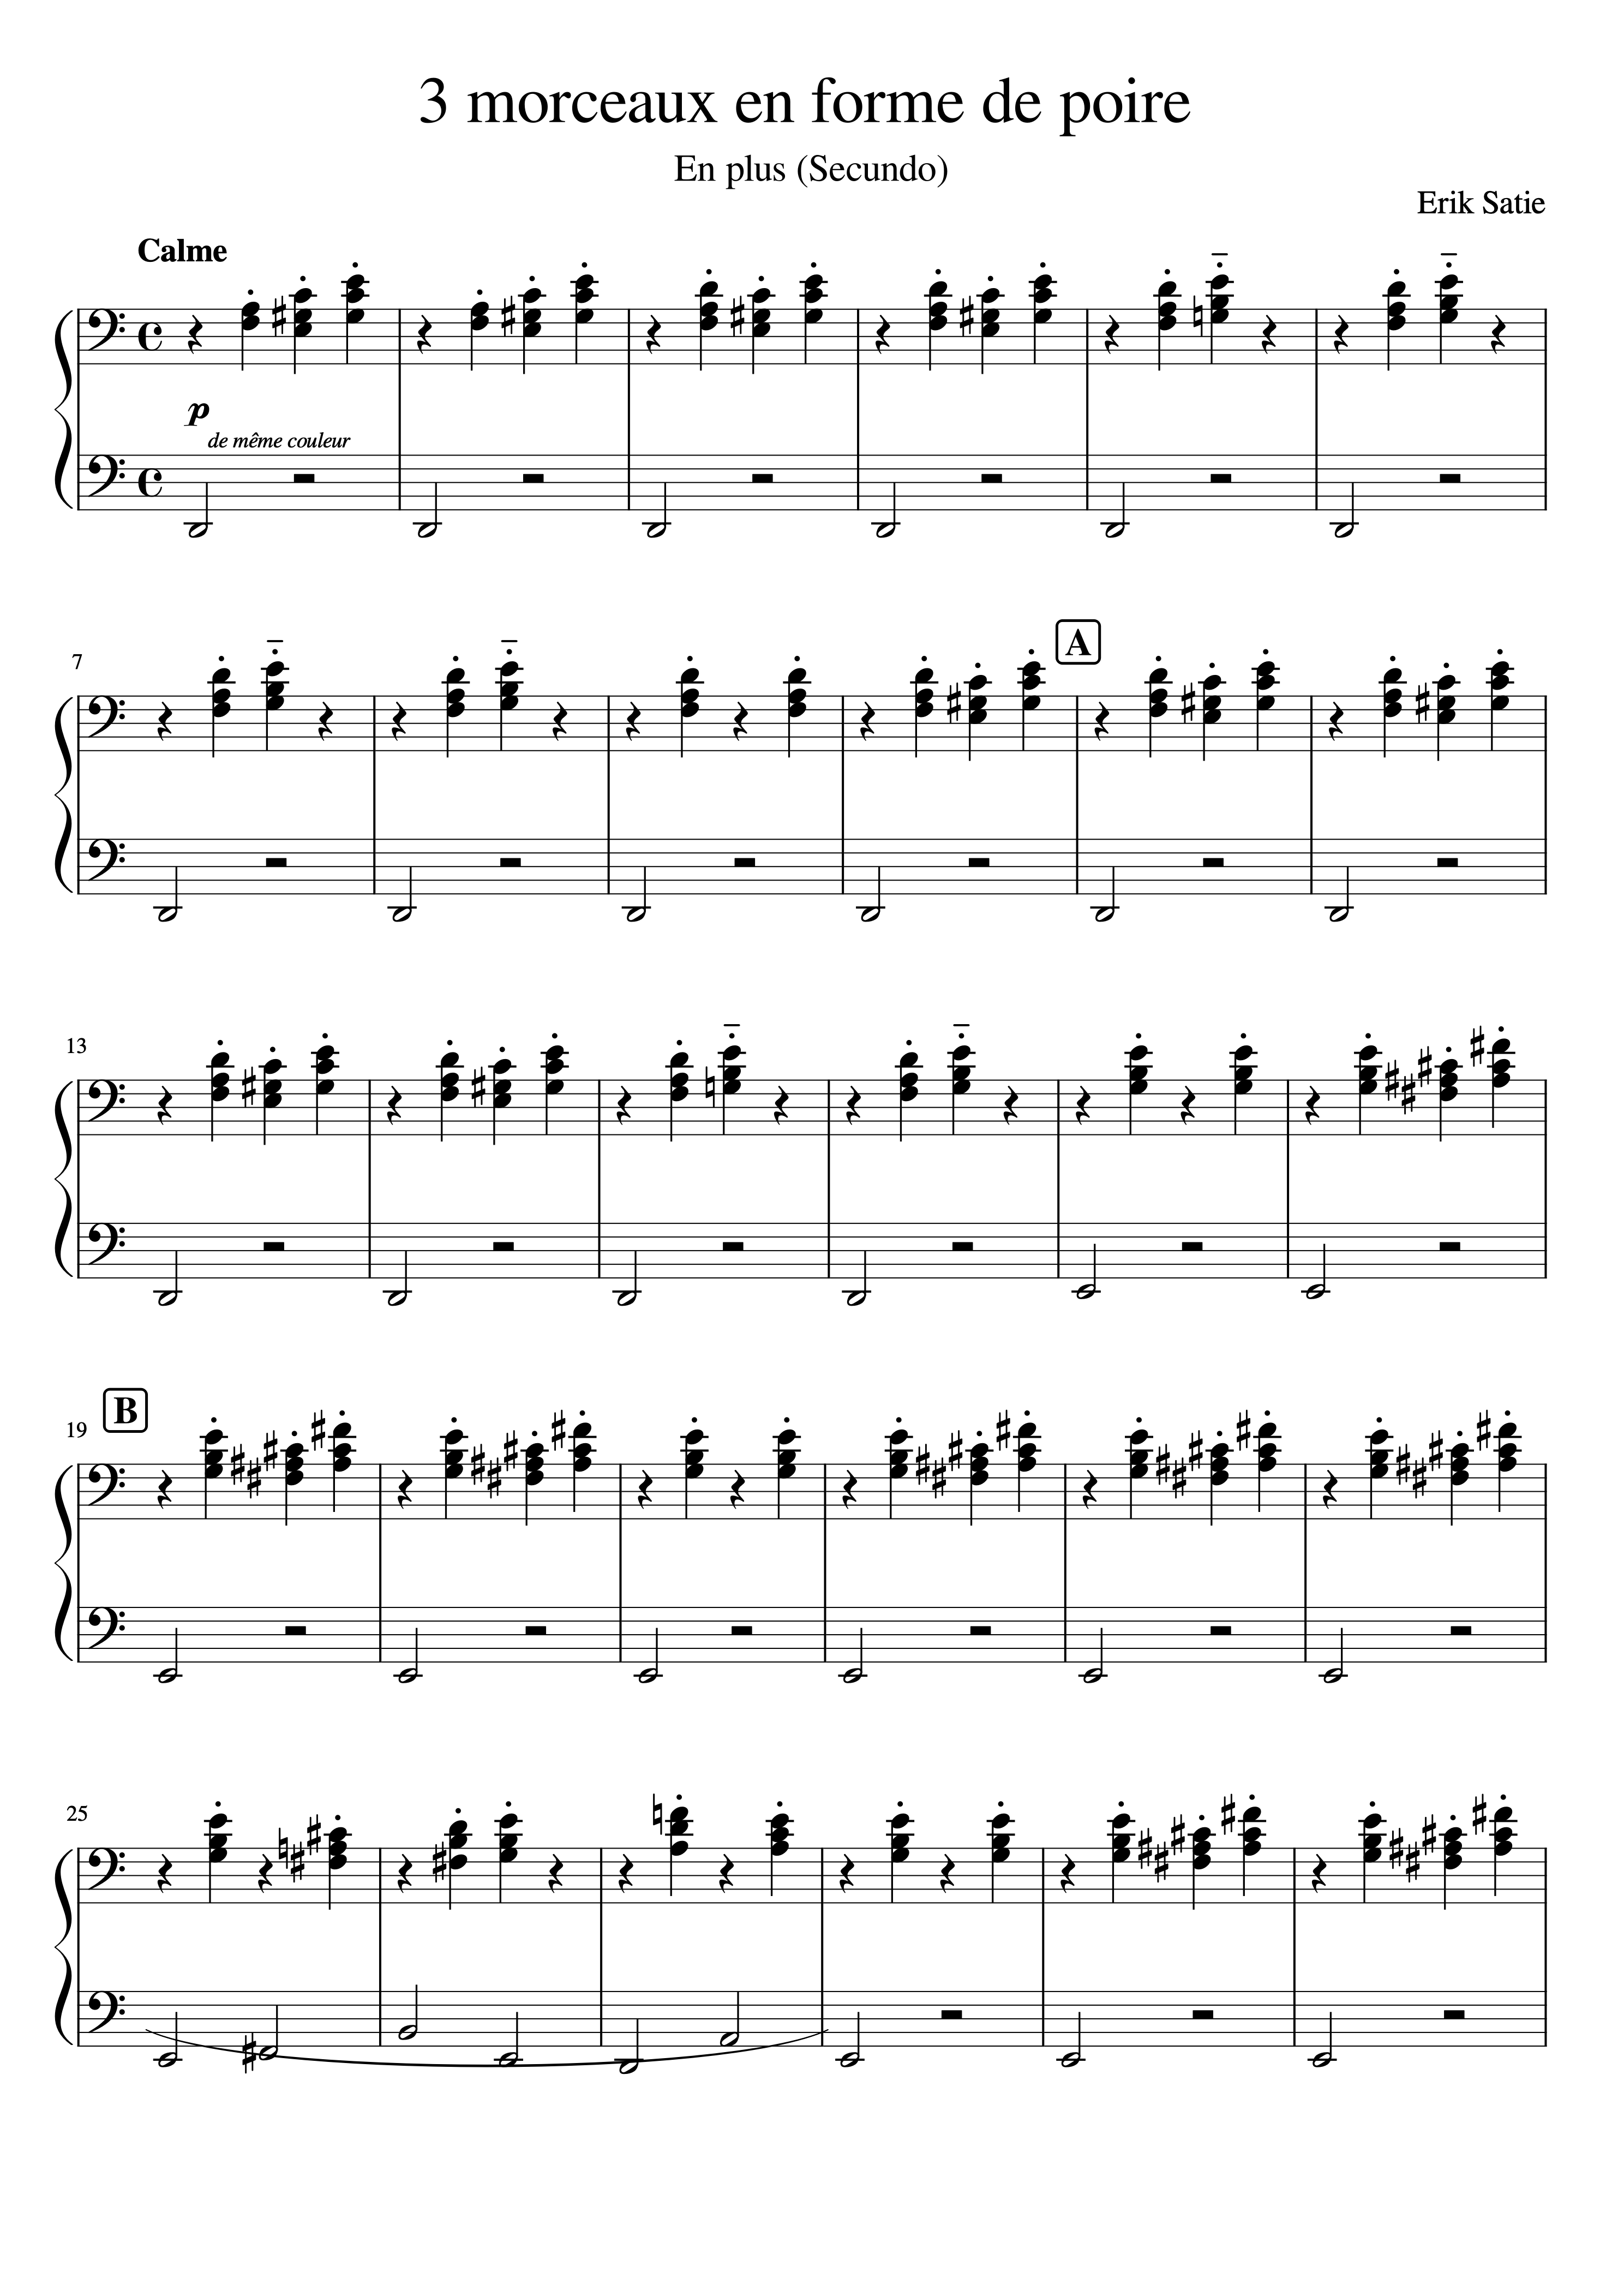 3 morceaux en forme de poire
En plus (Secundo)
Erik Satie
Calme
p
de même couleur
7
A
13
19
B
25